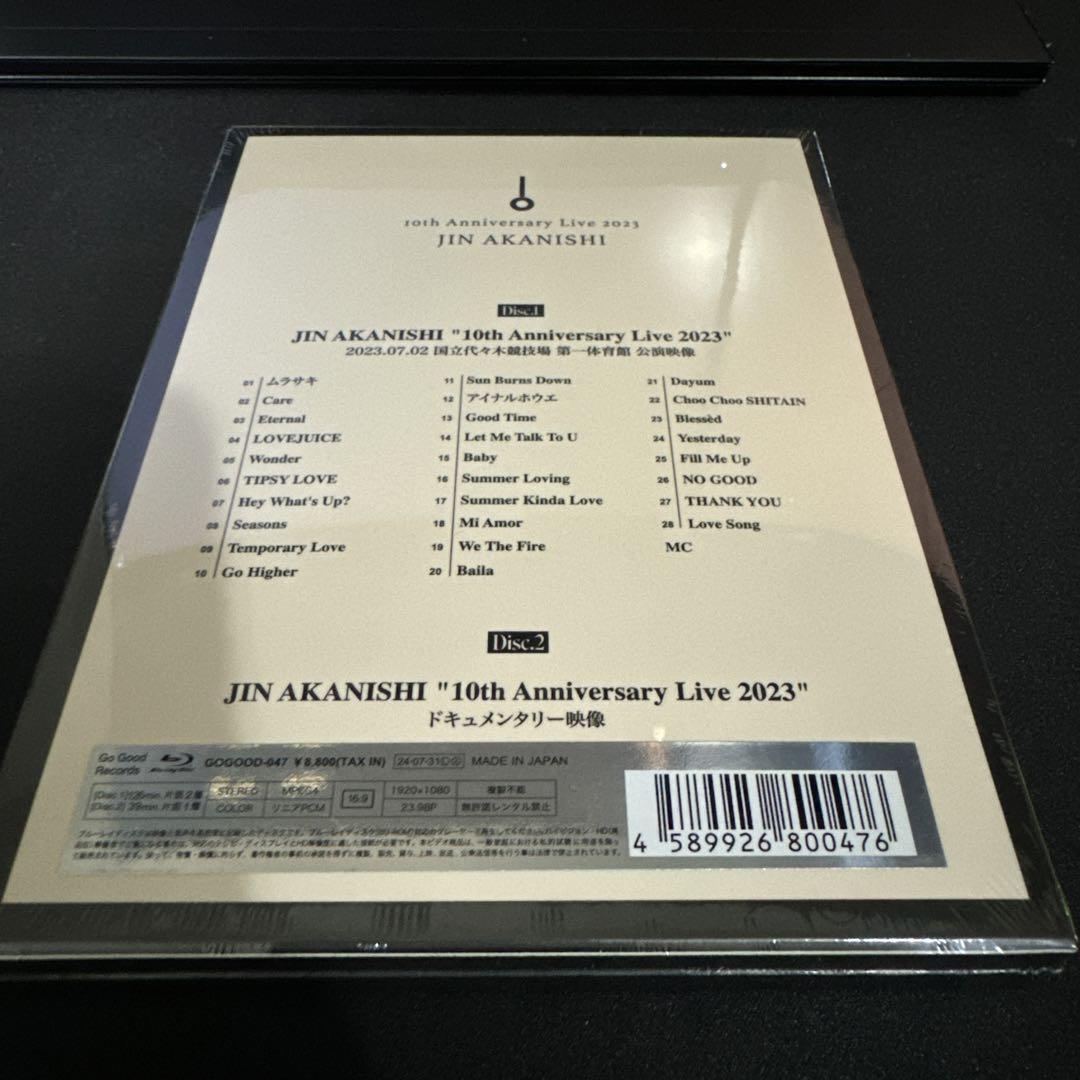 10th Anniversary Live 2023
JIN AKANISHI
Disc.1
JIN AKANISHI "10th Anniversary Live 2023"
2023.07.02 国立代々木競技場 第一体育館 公演映像
01 ムラサキ
02 Care
03 Eternal
04 LOVEJUICE
05 Wonder
06 TIPSY LOVE
07 Hey What's Up?
08 Seasons
09 Temporary Love
10 Go Higher
11 Sun Burns Down
12 アイナルホウエ
13 Good Time
14 Let Me Talk To U
15 Baby
16 Summer Loving
17 Summer Kinda Love
18 Mi Amor
19 We The Fire
20 Baila
21 Dayum
22 Choo Choo SHITAIN
23 Blessèd
24 Yesterday
25 Fill Me Up
26 NO GOOD
27 THANK YOU
28 Love Song
MC
Disc.2
JIN AKANISHI "10th Anniversary Live 2023"
ドキュメンタリー映像
Go Good Records
Blu-ray Disc
GOGOOD-047 ¥8,800(TAX IN) 24-07-31 MADE IN JAPAN
STEREO MPEG4 16:9 1920×1080 複製不能
COLOR リニアPCM 23.98P 無許諾レンタル禁止
4 589926 800476